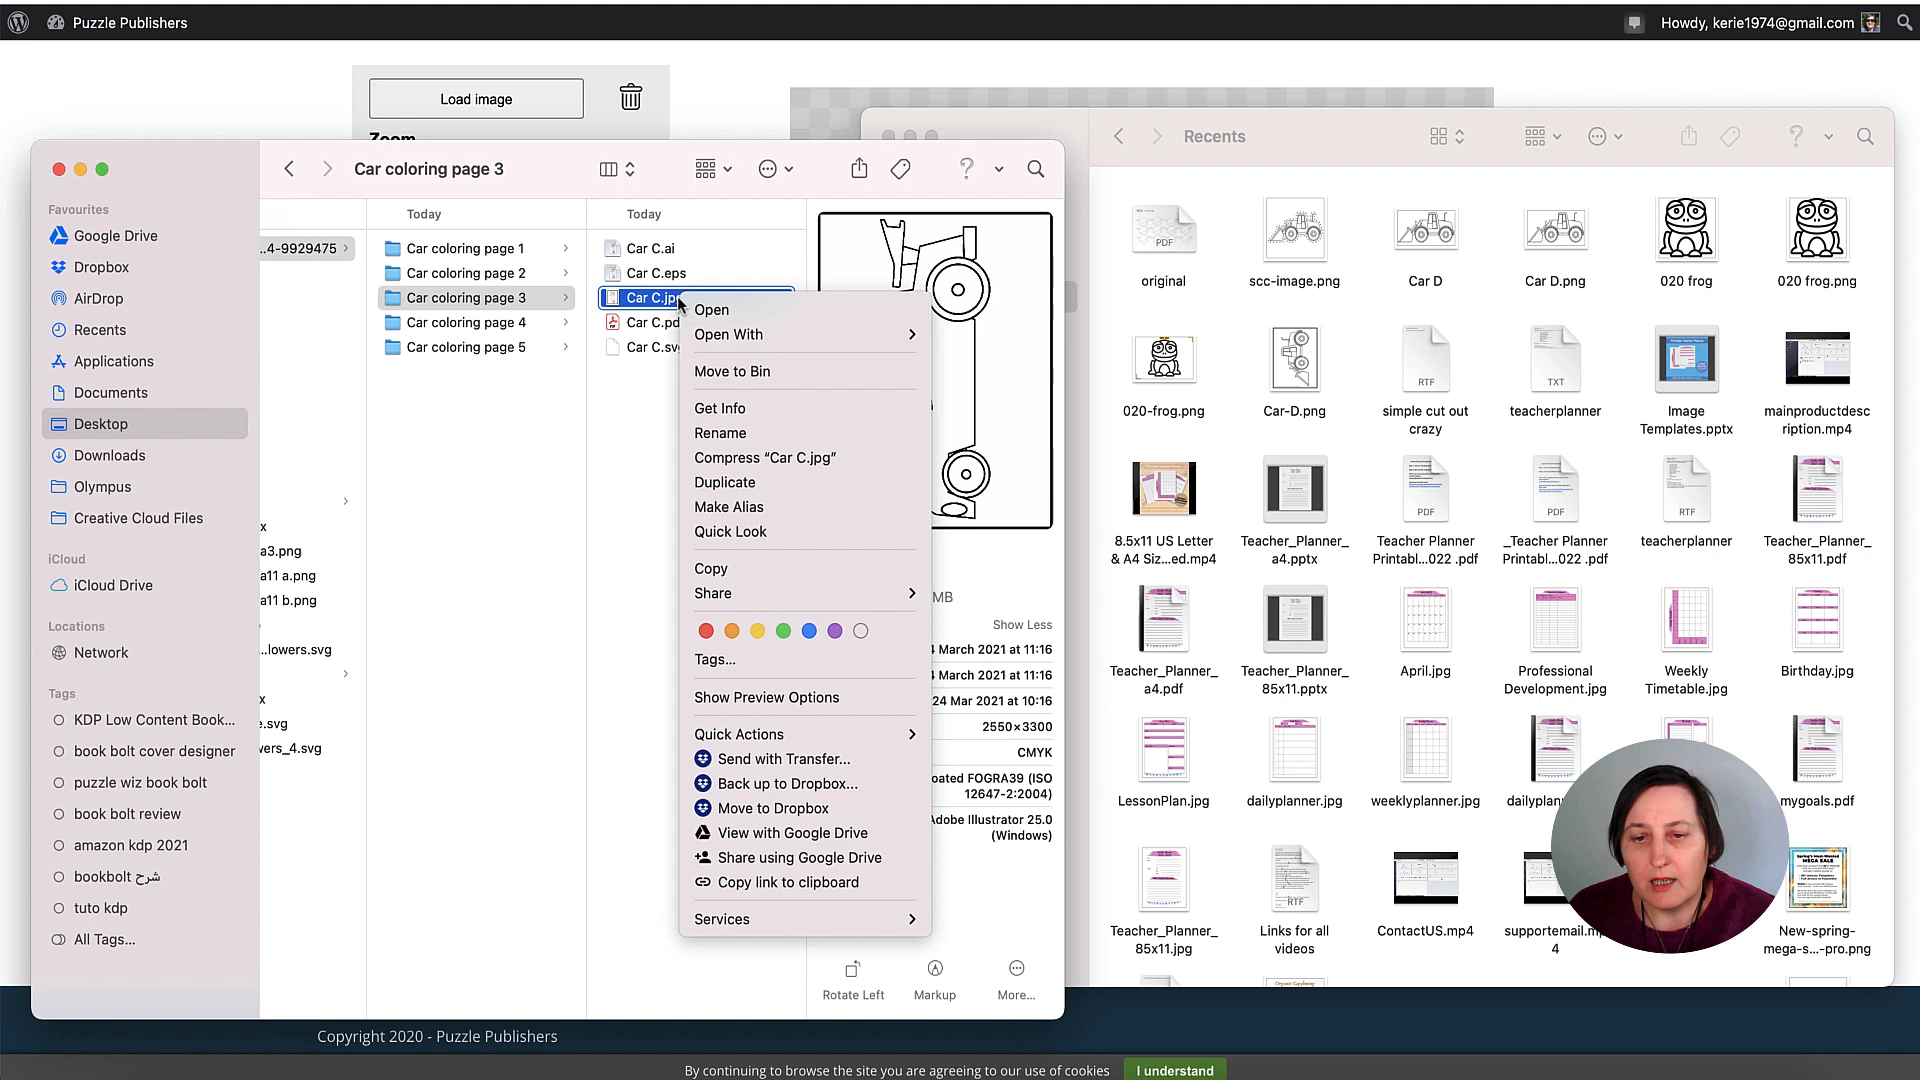 Puzzle Publishers
Howdy, kerie1974@gmail.com
Load image
Zoom
Recents
Car coloring page 3
Favourites
Google Drive
Dropbox
AirDrop
Recents
Applications
Documents
Desktop
Downloads
Olympus
Creative Cloud Files
iCloud
iCloud Drive
Locations
Network
Tags
KDP Low Content Book...
book bolt cover designer
puzzle wiz book bolt
book bolt review
amazon kdp 2021
bookbolt شرح
tuto kdp
All Tags...
...4-9929475
x
a3.png
a11 a.png
a11 b.png
...lowers.svg
x
e.svg
wers_4.svg
Today
Car coloring page 1
Car coloring page 2
Car coloring page 3
Car coloring page 4
Car coloring page 5
Today
Car C.ai
Car C.eps
Car C.jp
Car C.pd
Car C.sv
Open
Open With
Move to Bin
Get Info
Rename
Compress “Car C.jpg”
Duplicate
Make Alias
Quick Look
Copy
Share
Tags...
Show Preview Options
Quick Actions
Send with Transfer...
Back up to Dropbox...
Move to Dropbox
View with Google Drive
Share using Google Drive
Copy link to clipboard
Services
MB
Show Less
4 March 2021 at 11:16
4 March 2021 at 11:16
24 Mar 2021 at 10:16
2550×3300
CMYK
oated FOGRA39 (ISO
12647-2:2004)
Adobe Illustrator 25.0
(Windows)
Rotate Left
Markup
More...
PDF
original
scc-image.png
Car D
Car D.png
020 frog
020 frog.png
020-frog.png
Car-D.png
RTF
simple cut out
crazy
TXT
teacherplanner
Image
Templates.pptx
mainproductdesc
ription.mp4
8.5x11 US Letter
& A4 Siz...ed.mp4
Teacher_Planner_
a4.pptx
PDF
Teacher Planner
Printabl...022 .pdf
PDF
_Teacher Planner
Printabl...022 .pdf
RTF
teacherplanner
Teacher_Planner_
85x11.pdf
Teacher_Planner_
a4.pdf
Teacher_Planner_
85x11.pptx
April.jpg
Professional
Development.jpg
Weekly
Timetable.jpg
Birthday.jpg
LessonPlan.jpg
dailyplanner.jpg
weeklyplanner.jpg
dailyplan
mygoals.pdf
Teacher_Planner_
85x11.jpg
RTF
Links for all
videos
ContactUS.mp4
supportemail.m
4
MEGA SALE
New-spring-
mega-s...-pro.png
Copyright 2020 - Puzzle Publishers
By continuing to browse the site you are agreeing to our use of cookies
I understand